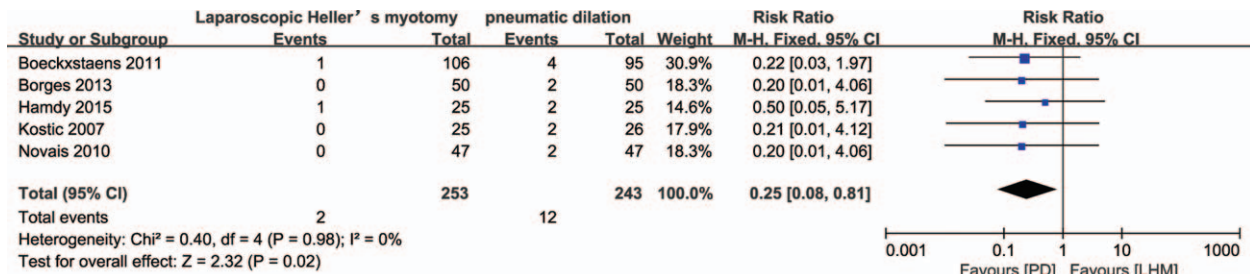 Laparoscopic Heller’s myotomy pneumatic dilation Risk Ratio Risk Ratio
Study or Subgroup Events Total Events Total Weight M-H, Fixed, 95% CI M-H, Fixed, 95% CI
Boeckxstaens 2011 1 106 4 95 30.9% 0.22 [0.03, 1.97]
Borges 2013 0 50 2 50 18.3% 0.20 [0.01, 4.06]
Hamdy 2015 1 25 2 25 14.6% 0.50 [0.05, 5.17]
Kostic 2007 0 25 2 26 17.9% 0.21 [0.01, 4.12]
Novais 2010 0 47 2 47 18.3% 0.20 [0.01, 4.06]
Total (95% CI) 253 243 100.0% 0.25 [0.08, 0.81]
Total events 2 12
Heterogeneity: Chi² = 0.40, df = 4 (P = 0.98); I² = 0%
Test for overall effect: Z = 2.32 (P = 0.02)
0.001 0.1 1 10 1000
Favours [PD] Favours [LHM]